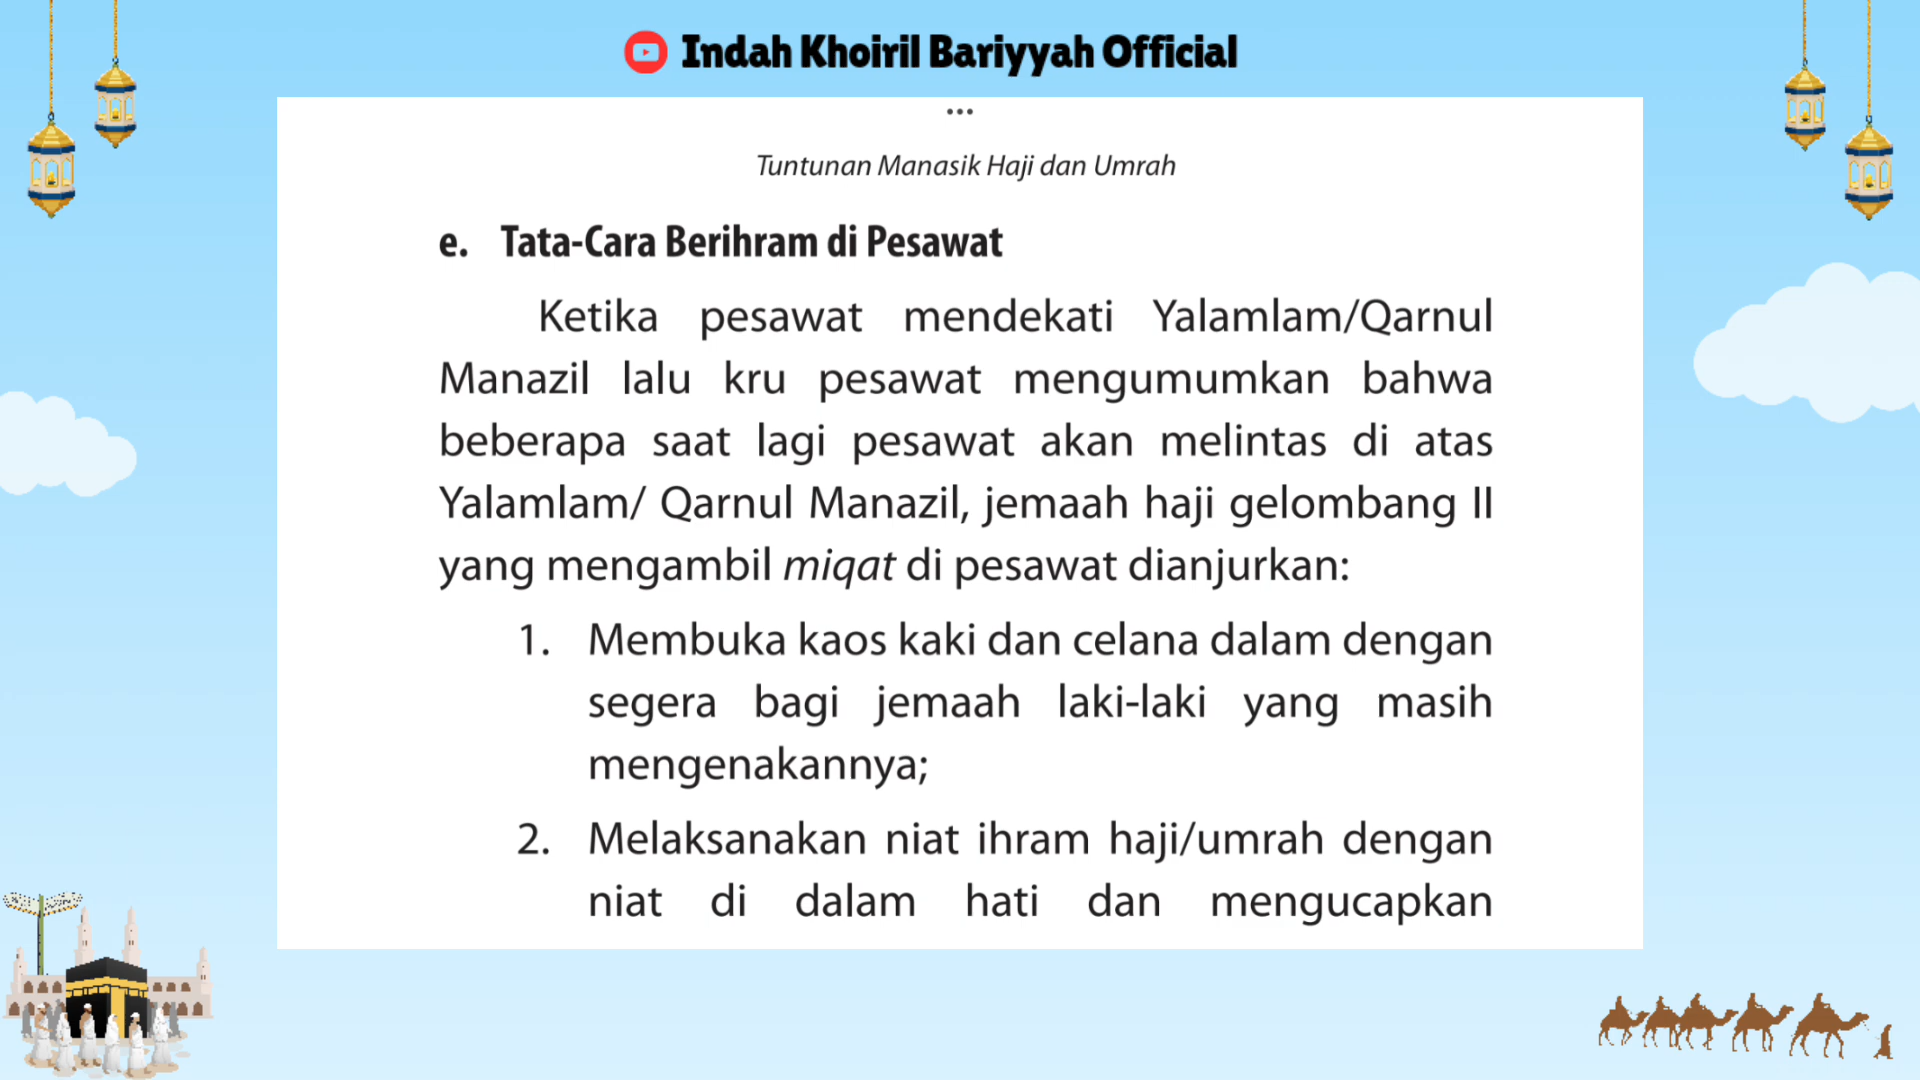 Indah Khoiril Bariyyah Official
...
Tuntunan Manasik Haji dan Umrah
e. Tata-Cara Berihram di Pesawat
Ketika pesawat mendekati Yalamlam/Qarnul
Manazil lalu kru pesawat mengumumkan bahwa
beberapa saat lagi pesawat akan melintas di atas
Yalamlam/ Qarnul Manazil, jemaah haji gelombang II
yang mengambil miqat di pesawat dianjurkan:
1. Membuka kaos kaki dan celana dalam dengan
segera bagi jemaah laki-laki yang masih
mengenakannya;
2. Melaksanakan niat ihram haji/umrah dengan
niat di dalam hati dan mengucapkan